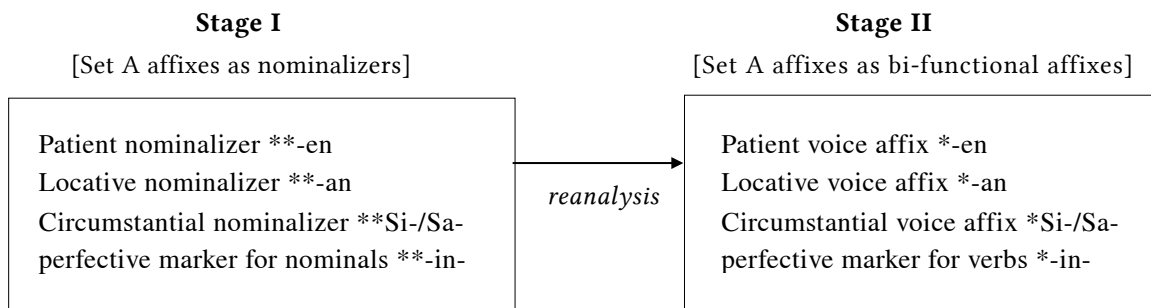 Stage I
[Set A affixes as nominalizers]
Patient nominalizer **-en
Locative nominalizer **-an
Circumstantial nominalizer **Si-/Sa-
perfective marker for nominals **-in-
reanalysis
Stage II
[Set A affixes as bi-functional affixes]
Patient voice affix *-en
Locative voice affix *-an
Circumstantial voice affix *Si-/Sa-
perfective marker for verbs *-in-